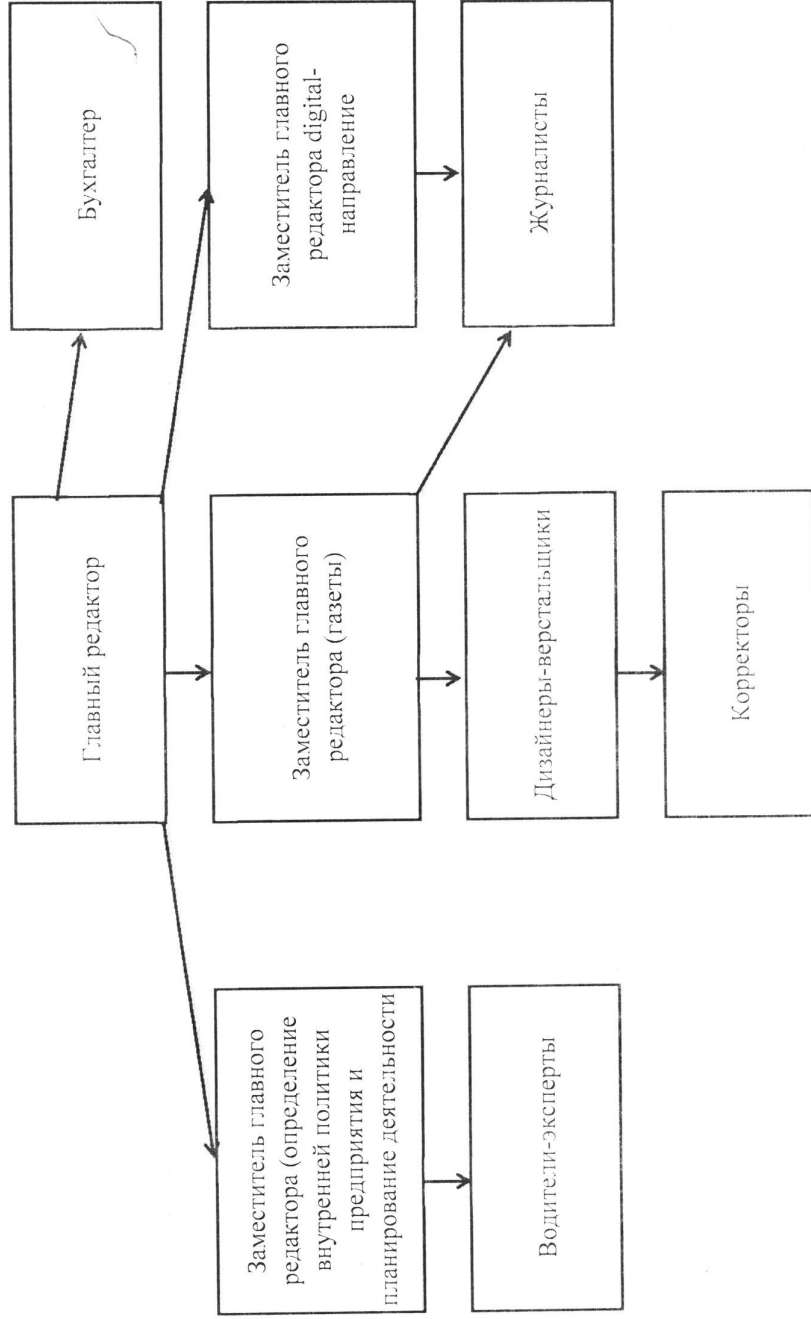 Главный редактор
Бухгалтер
Заместитель главного
редактора (определение
внутренней политики
предприятия и
планирование деятельности
Заместитель главного
редактора (газеты)
Заместитель главного
редактора digital-
направление
Водители-эксперты
Дизайнеры-верстальщики
Журналисты
Корректоры